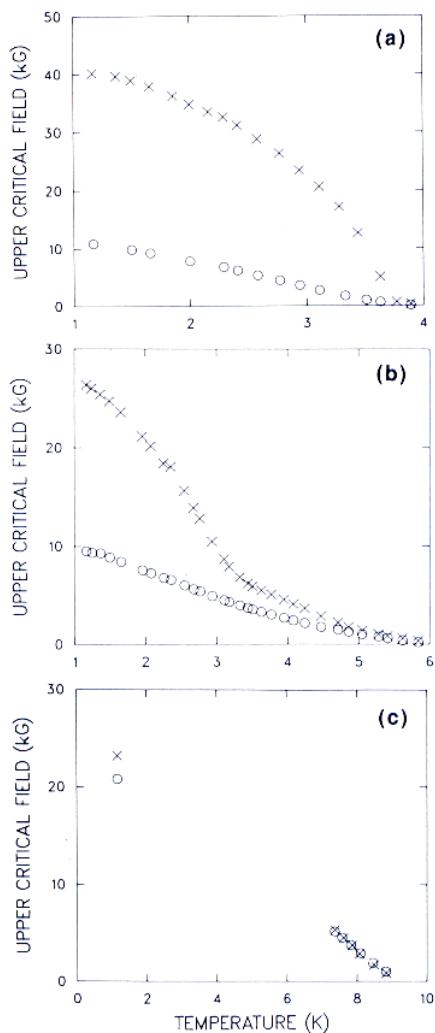 (a)
UPPER CRITICAL FIELD (kG)
50
40
30
20
10
0
1 2 3 4
(b)
UPPER CRITICAL FIELD (kG)
30
20
10
0
1 2 3 4 5 6
(c)
UPPER CRITICAL FIELD (kG)
30
20
10
0
0 2 4 6 8 10
TEMPERATURE (K)